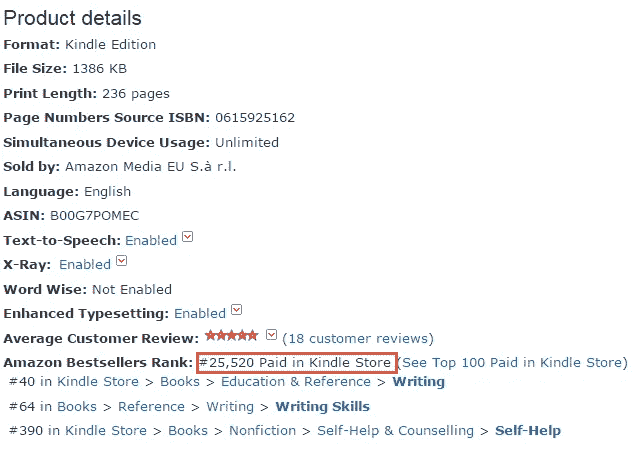 Product details
Format: Kindle Edition
File Size: 1386 KB
Print Length: 236 pages
Page Numbers Source ISBN: 0615925162
Simultaneous Device Usage: Unlimited
Sold by: Amazon Media EU S.à r.l.
Language: English
ASIN: B00G7POMEC
Text-to-Speech: Enabled
X-Ray: Enabled
Word Wise: Not Enabled
Enhanced Typesetting: Enabled
Average Customer Review: (18 customer reviews)
Amazon Bestsellers Rank: #25,520 Paid in Kindle Store (See Top 100 Paid in Kindle Store)
#40 in Kindle Store > Books > Education & Reference > Writing
#64 in Books > Reference > Writing > Writing Skills
#390 in Kindle Store > Books > Nonfiction > Self-Help & Counselling > Self-Help